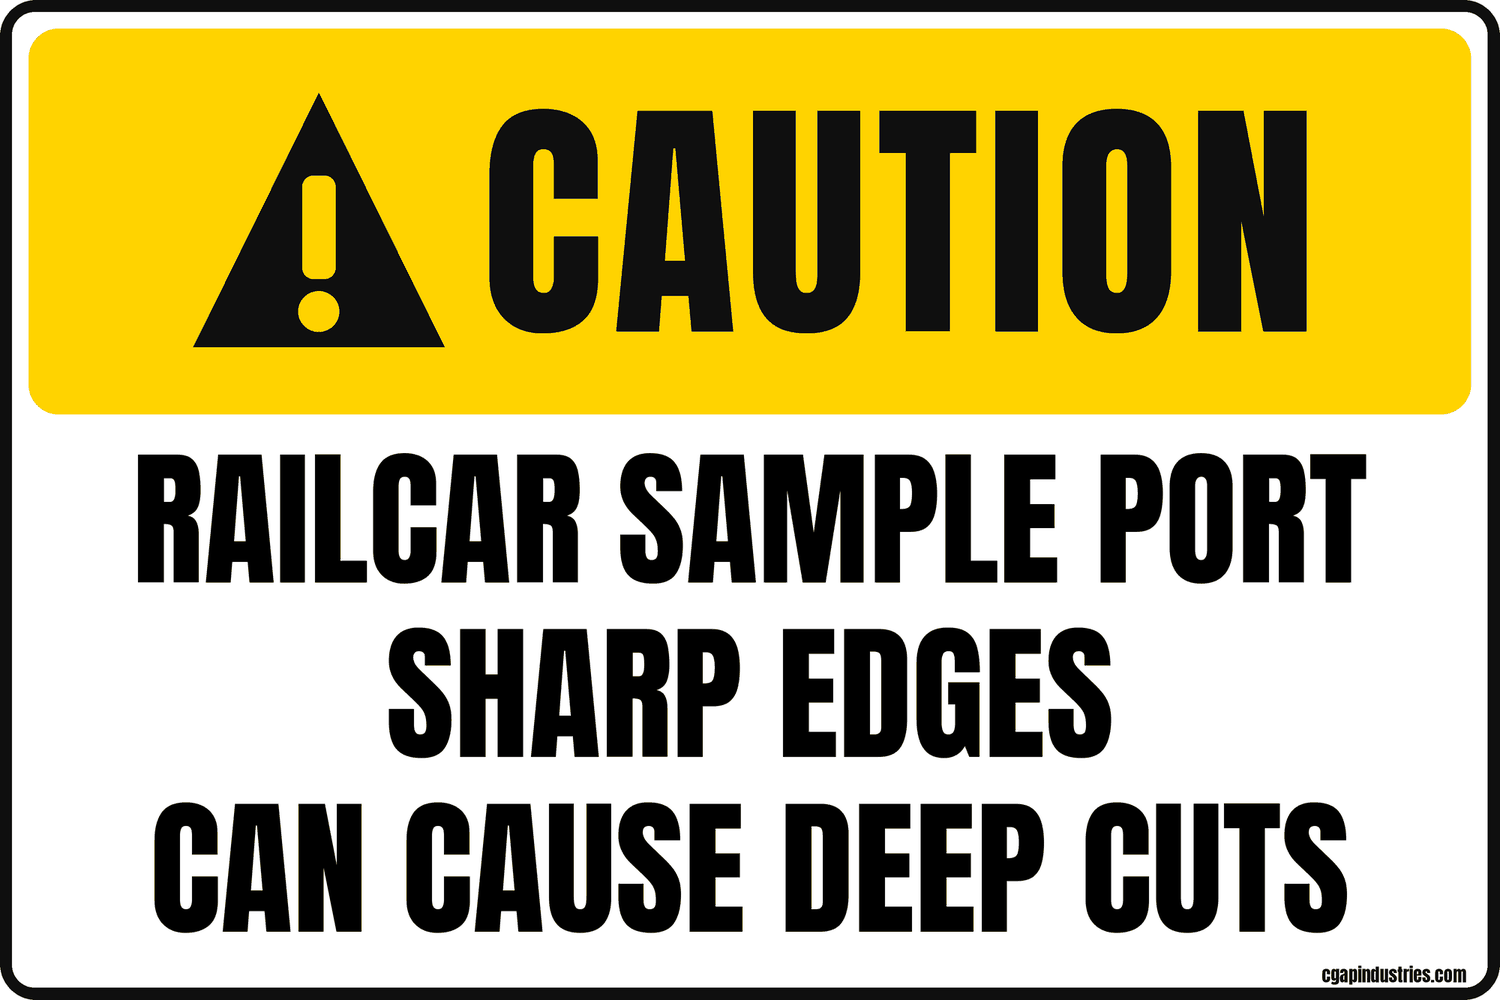 CAUTION
RAILCAR SAMPLE PORT
SHARP EDGES
CAN CAUSE DEEP CUTS
cgapindustries.com